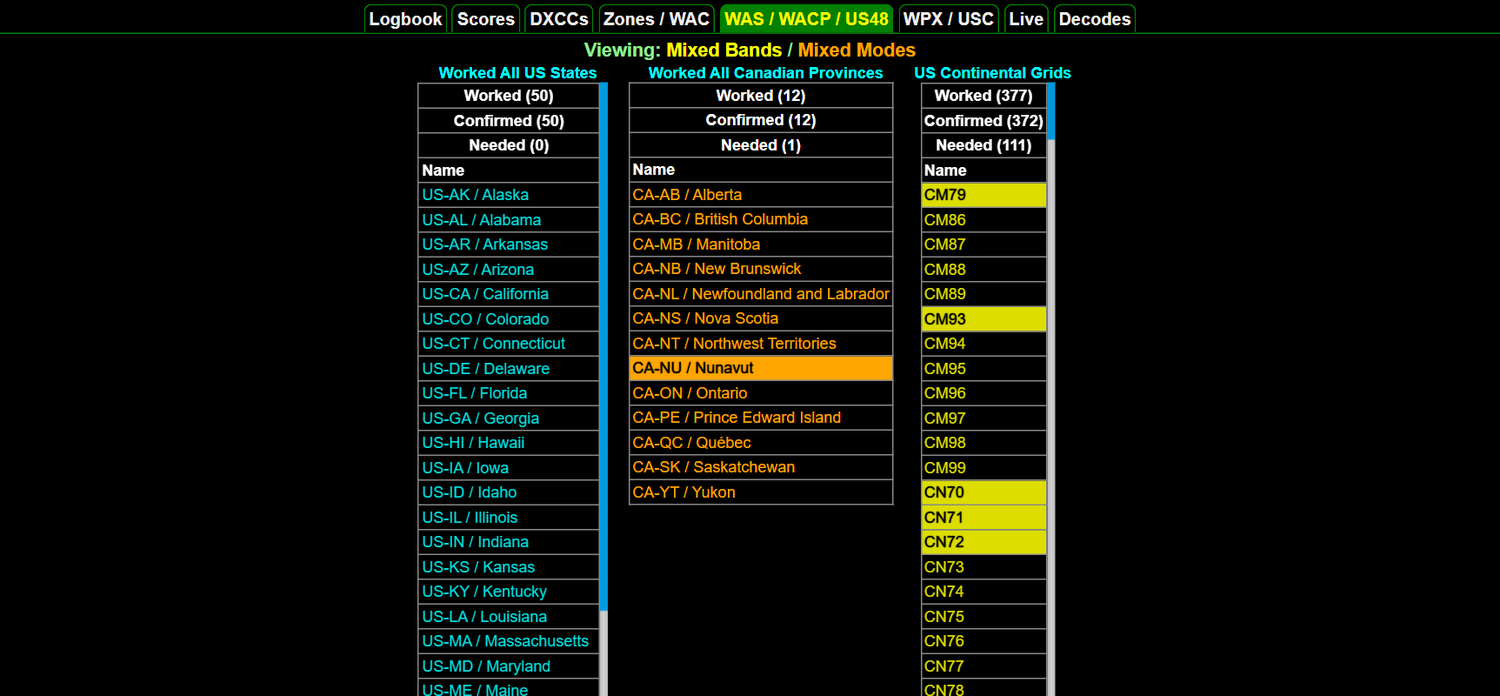 Logbook Scores DXCCs Zones / WAC WAS / WACP / US48 WPX / USC Live Decodes
Viewing: Mixed Bands / Mixed Modes
Worked All US States
Worked (50)
Confirmed (50)
Needed (0)
Name
US-AK / Alaska
US-AL / Alabama
US-AR / Arkansas
US-AZ / Arizona
US-CA / California
US-CO / Colorado
US-CT / Connecticut
US-DE / Delaware
US-FL / Florida
US-GA / Georgia
US-HI / Hawaii
US-IA / Iowa
US-ID / Idaho
US-IL / Illinois
US-IN / Indiana
US-KS / Kansas
US-KY / Kentucky
US-LA / Louisiana
US-MA / Massachusetts
US-MD / Maryland
US-ME / Maine
Worked All Canadian Provinces
Worked (12)
Confirmed (12)
Needed (1)
Name
CA-AB / Alberta
CA-BC / British Columbia
CA-MB / Manitoba
CA-NB / New Brunswick
CA-NL / Newfoundland and Labrador
CA-NS / Nova Scotia
CA-NT / Northwest Territories
CA-NU / Nunavut
CA-ON / Ontario
CA-PE / Prince Edward Island
CA-QC / Québec
CA-SK / Saskatchewan
CA-YT / Yukon
US Continental Grids
Worked (377)
Confirmed (372)
Needed (111)
Name
CM79
CM86
CM87
CM88
CM89
CM93
CM94
CM95
CM96
CM97
CM98
CM99
CN70
CN71
CN72
CN73
CN74
CN75
CN76
CN77
CN78